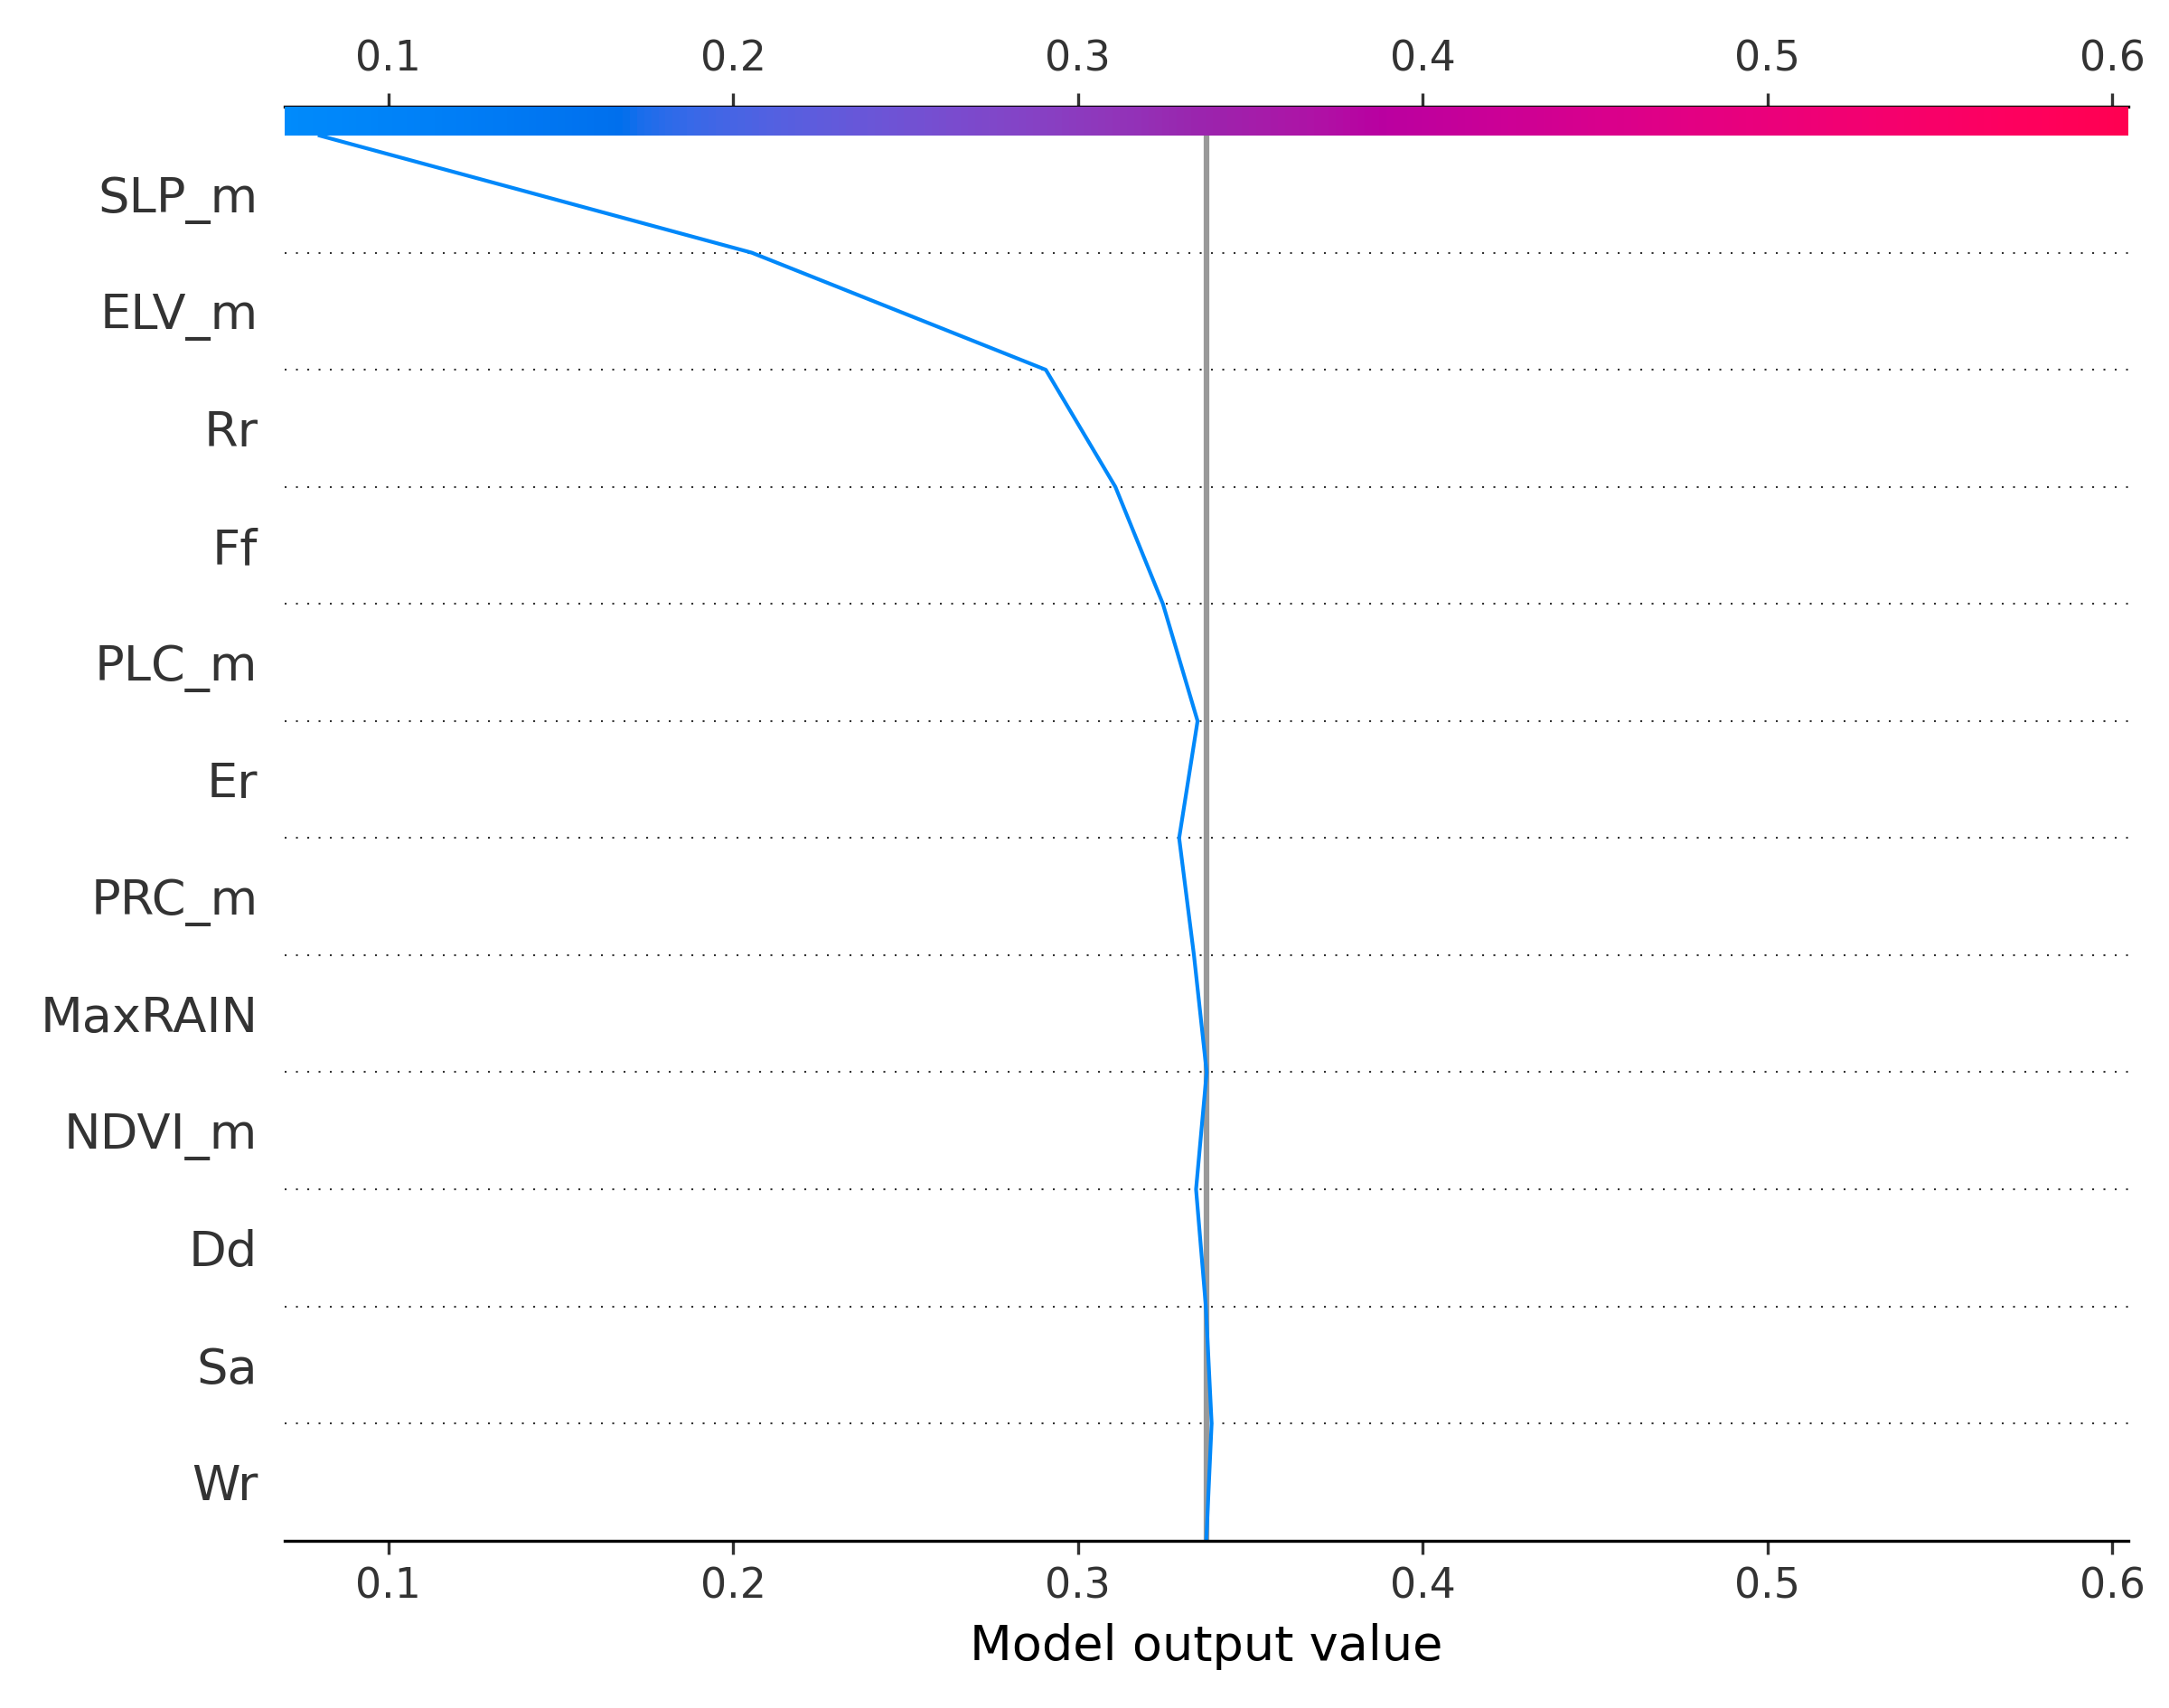 0.1 0.2 0.3 0.4 0.5 0.6
SLP_m
ELV_m
Rr
Ff
PLC_m
Er
PRC_m
MaxRAIN
NDVI_m
Dd
Sa
Wr
0.1 0.2 0.3 0.4 0.5 0.6
Model output value